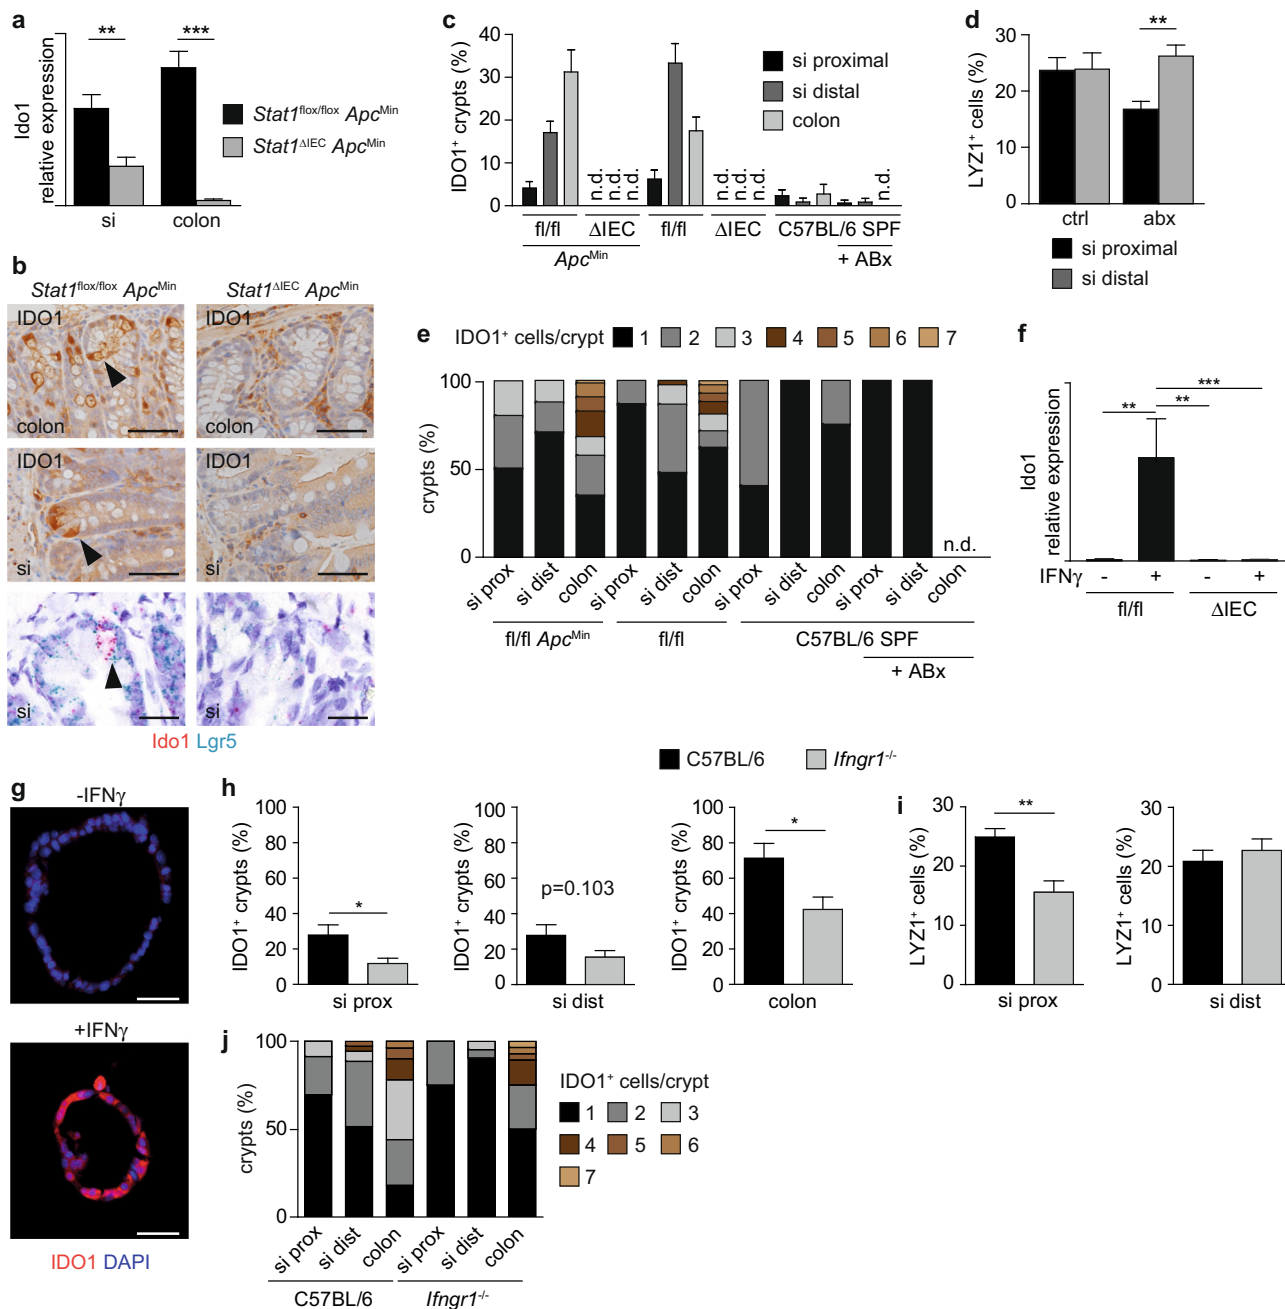 a
Ido1
relative expression
** ***
si colon
Stat1flox/flox ApcMin
Stat1ΔIEC ApcMin
b
Stat1flox/flox ApcMin Stat1ΔIEC ApcMin
IDO1 IDO1
colon colon
IDO1 IDO1
si si
si si
Ido1 Lgr5
c
IDO1+ crypts (%)
40
30
20
10
0
si proximal
si distal
colon
n.d. n.d. n.d. n.d. n.d. n.d. n.d.
fl/fl ΔIEC fl/fl ΔIEC C57BL/6 SPF
ApcMin + ABx
d
LYZ1+ cells (%)
30
20
10
0
**
ctrl abx
si proximal
si distal
e
IDO1+ cells/crypt 1 2 3 4 5 6 7
crypts (%)
100
50
0
n.d.
si prox si dist colon si prox si dist colon si prox si dist colon si prox si dist colon
fl/fl ApcMin fl/fl C57BL/6 SPF
+ ABx
f
Ido1
relative expression
***
** **
IFNγ - + - +
fl/fl ΔIEC
g
-IFNγ
+IFNγ
IDO1 DAPI
C57BL/6 Ifngr1-/-
h
IDO1+ crypts (%)
100
80
60
40
20
0
*
si prox
IDO1+ crypts (%)
100
80
60
40
20
0
p=0.103
si dist
IDO1+ crypts (%)
100
80
60
40
20
0
*
colon
i
LYZ1+ cells (%)
30
20
10
0
**
si prox
LYZ1+ cells (%)
30
20
10
0
si dist
j
crypts (%)
100
50
0
si prox si dist colon si prox si dist colon
C57BL/6 Ifngr1-/-
IDO1+ cells/crypt
1 2 3
4 5 6
7